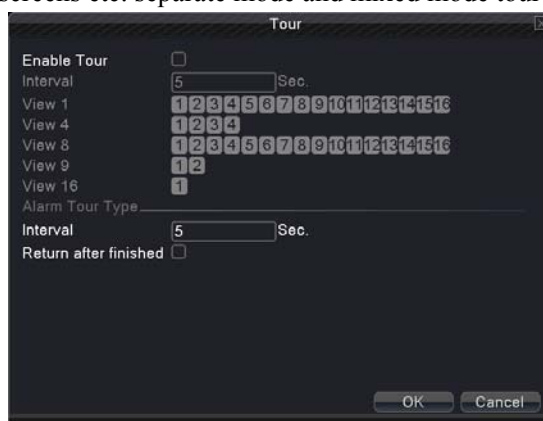 screens etc. separate mode and mixed mode tour
Tour
Enable Tour
Interval 5 Sec.
View 1 1 2 3 4 5 6 7 8 9 10 11 12 13 14 15 16
View 4 1 2 3 4
View 8 1 2 3 4 5 6 7 8 9 10 11 12 13 14 15 16
View 9 1 2
View 16 1
Alarm Tour Type
Interval 5 Sec.
Return after finished
OK Cancel